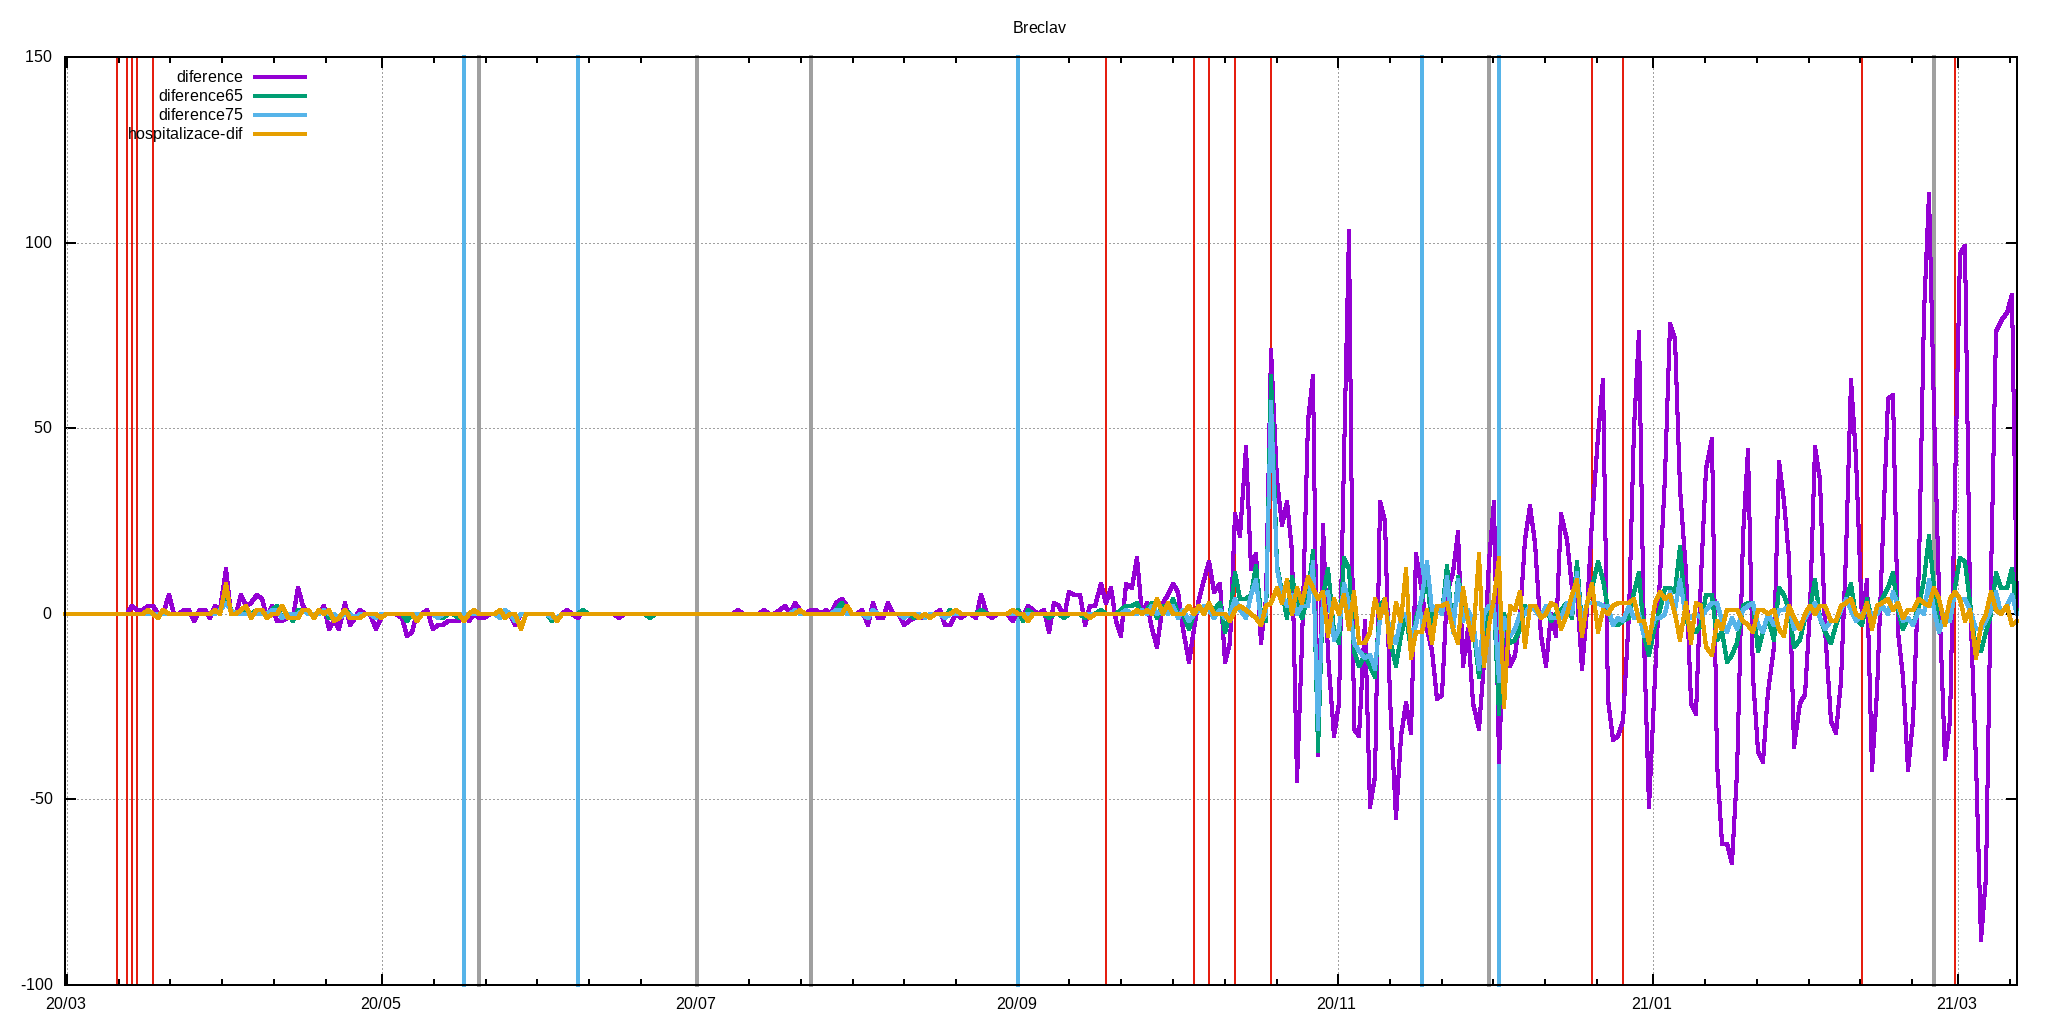 Breclav
150
diference
diference65
diference75
hospitalizace-dif
100
50
0
-50
-100
20/03 20/05 20/07 20/09 20/11 21/01 21/03